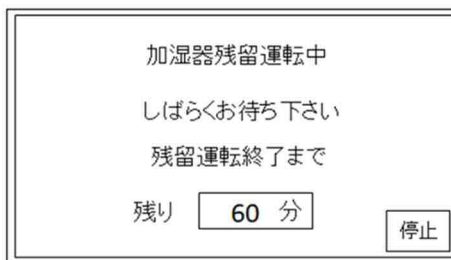 加湿器残留運転中
しばらくお待ち下さい
残留運転終了まで
残り 60 分
停止